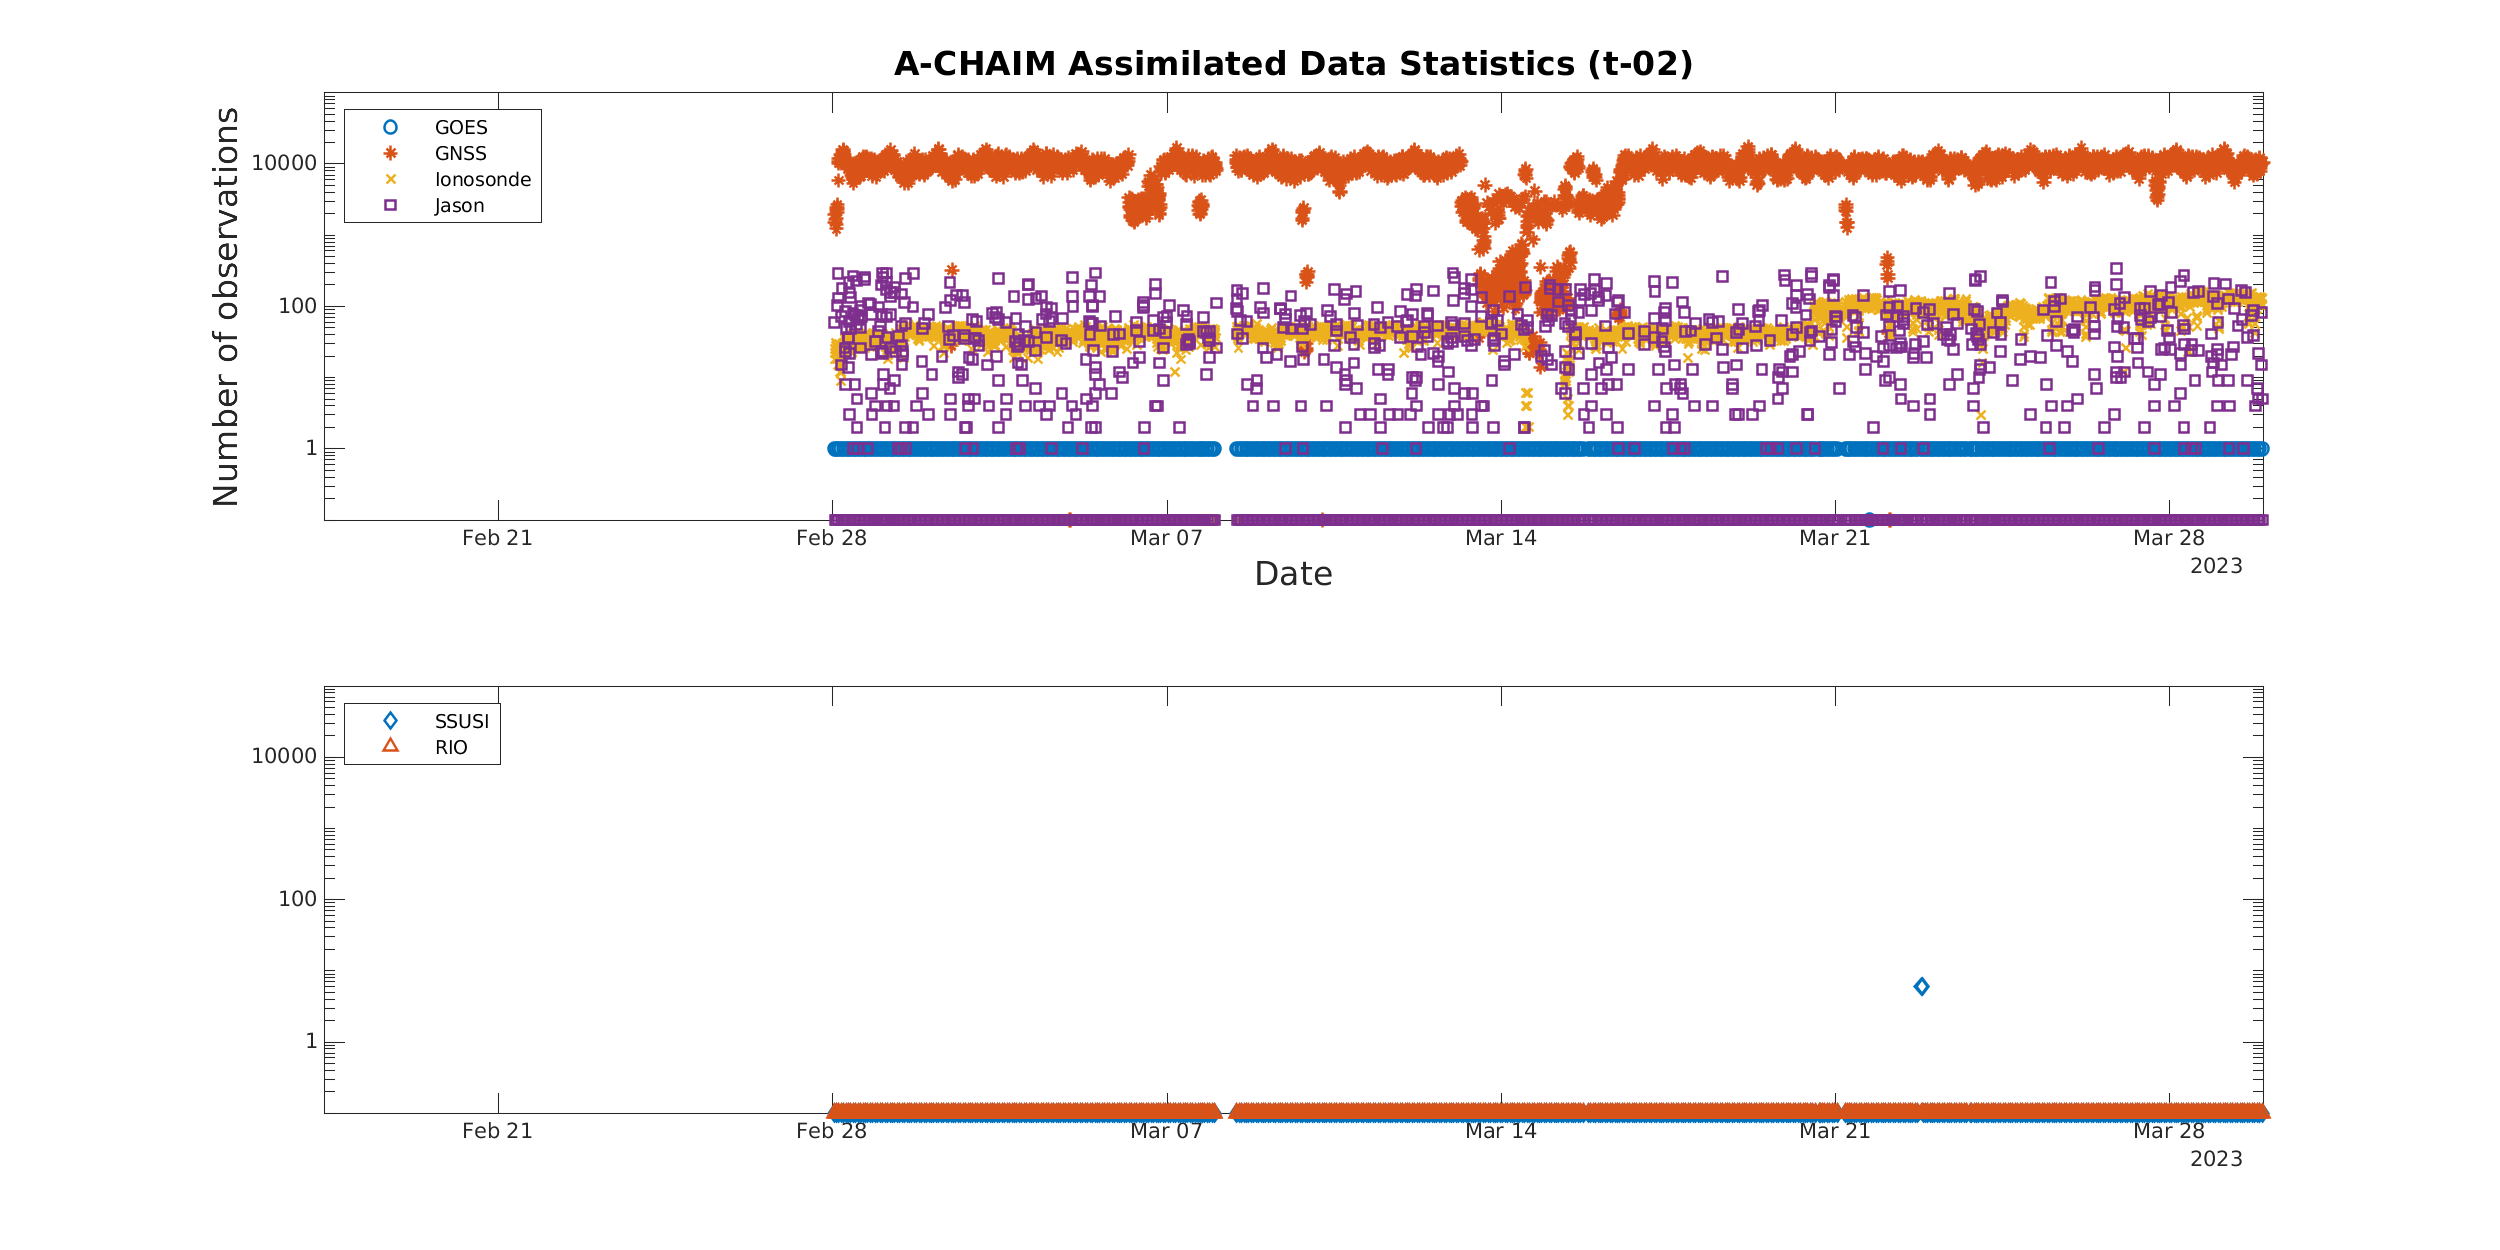 A-CHAIM Assimilated Data Statistics (t-02)
Number of observations
10000
100
1
GOES
GNSS
Ionosonde
Jason
Feb 21
Feb 28
Mar 07
Mar 14
Mar 21
Mar 28
2023
Date
10000
100
1
SSUSI
RIO
Feb 21
Feb 28
Mar 07
Mar 14
Mar 21
Mar 28
2023